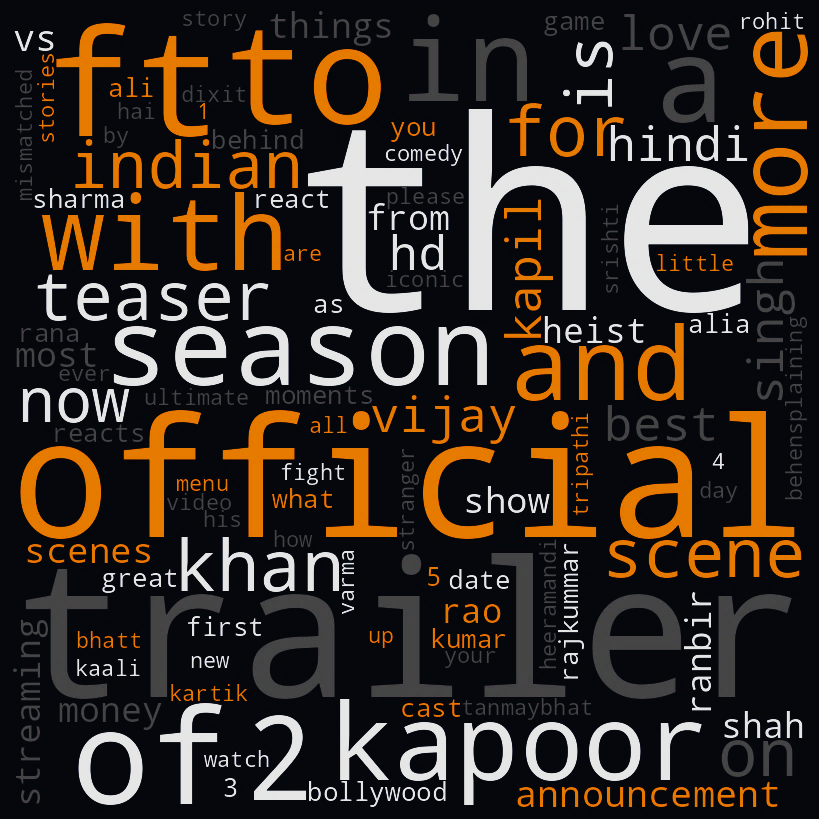 vs
story
things
game
rohit
love
ft
to
in
a
is
more
stories
ali
dixit
hai
1
by
behind
mismatched
you
for
hindi
comedy
the
indian
sharma
react
please
with
from
hd
are
iconic
kapil
srishti
little
singh
teaser
as
heist
alia
rana
season
and
most
ever
now
ultimate
moments
behensplaining
reacts
all
vijay
best
official
tripathi
4
menu
fight
stranger
video
what
show
day
his
scenes
how
khan
scene
great
varma
5
date
heeramandi
rajkummar
trailer
rao
first
bhatt
up
kumar
ranbir
kaali
new
your
streaming
kartik
money
cast
tanmaybhat
of
2
kapoor
shah
on
watch
3
bollywood
announcement